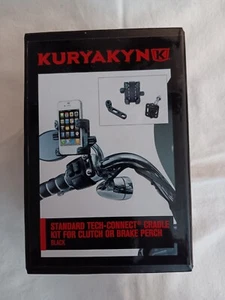 KURYAKYN K
STANDARD TECH-CONNECT® CRADLE
KIT FOR CLUTCH OR BRAKE PERCH
BLACK